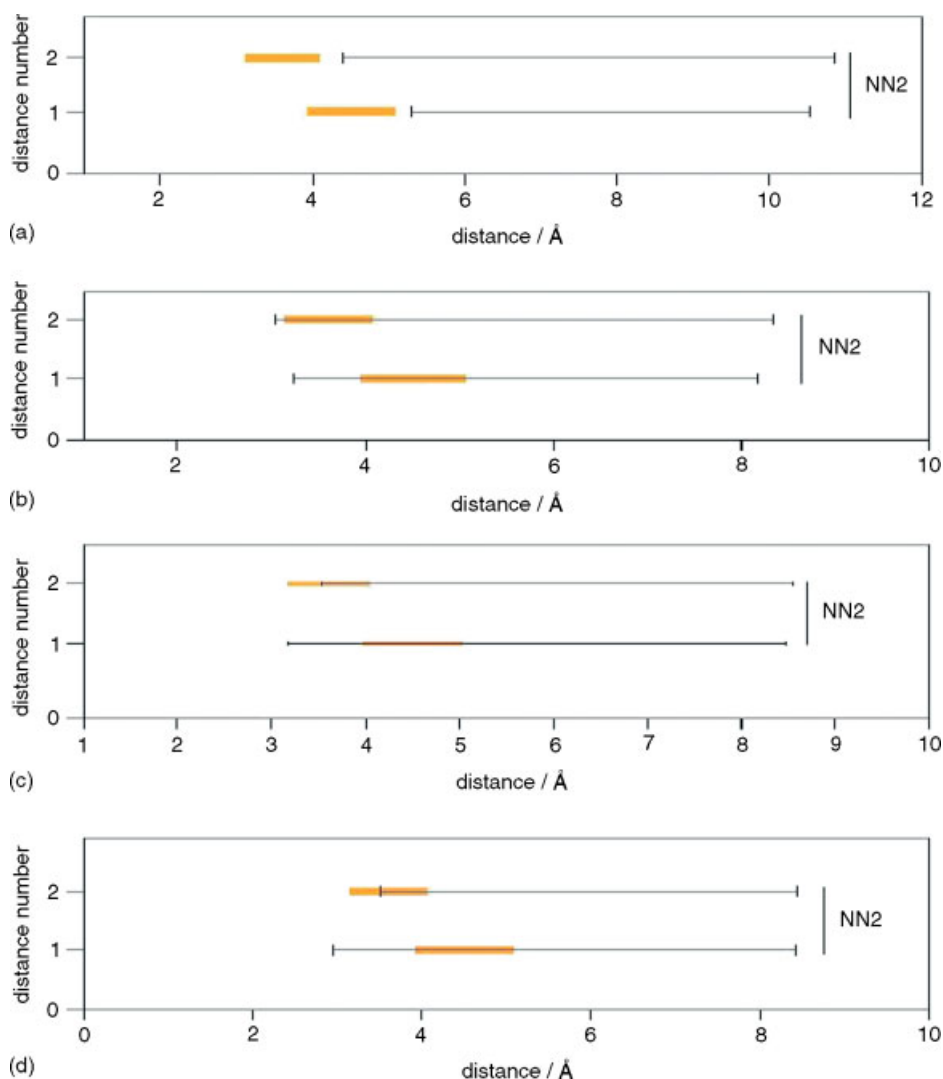 distance number
2
1
0
NN2
2 4 6 8 10 12
distance / Å
(a)
distance number
2
1
0
NN2
2 4 6 8 10
distance / Å
(b)
distance number
2
1
0
NN2
1 2 3 4 5 6 7 8 9 10
distance / Å
(c)
distance number
2
1
0
NN2
0 2 4 6 8 10
distance / Å
(d)